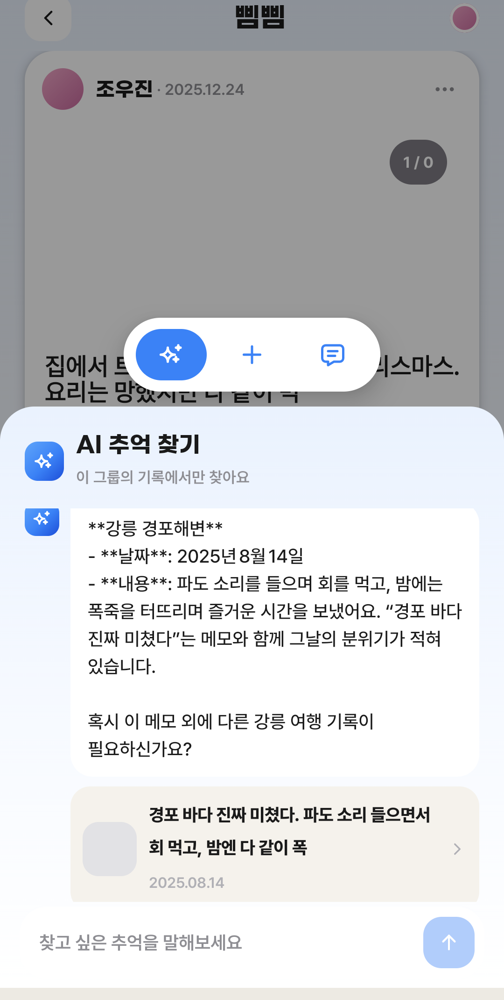 삠삠
조우진 · 2025.12.24
1 / 0
집에서 리스마스.
요리는
AI 추억 찾기
이 그룹의 기록에서만 찾아요
**강릉 경포해변**
- **날짜**: 2025년 8월 14일
- **내용**: 파도 소리를 들으며 회를 먹고, 밤에는
폭죽을 터뜨리며 즐거운 시간을 보냈어요. “경포 바다
진짜 미쳤다”는 메모와 함께 그날의 분위기가 적혀
있습니다.
혹시 이 메모 외에 다른 강릉 여행 기록이
필요하신가요?
경포 바다 진짜 미쳤다. 파도 소리 들으면서
회 먹고, 밤엔 다 같이 폭
2025.08.14
찾고 싶은 추억을 말해보세요